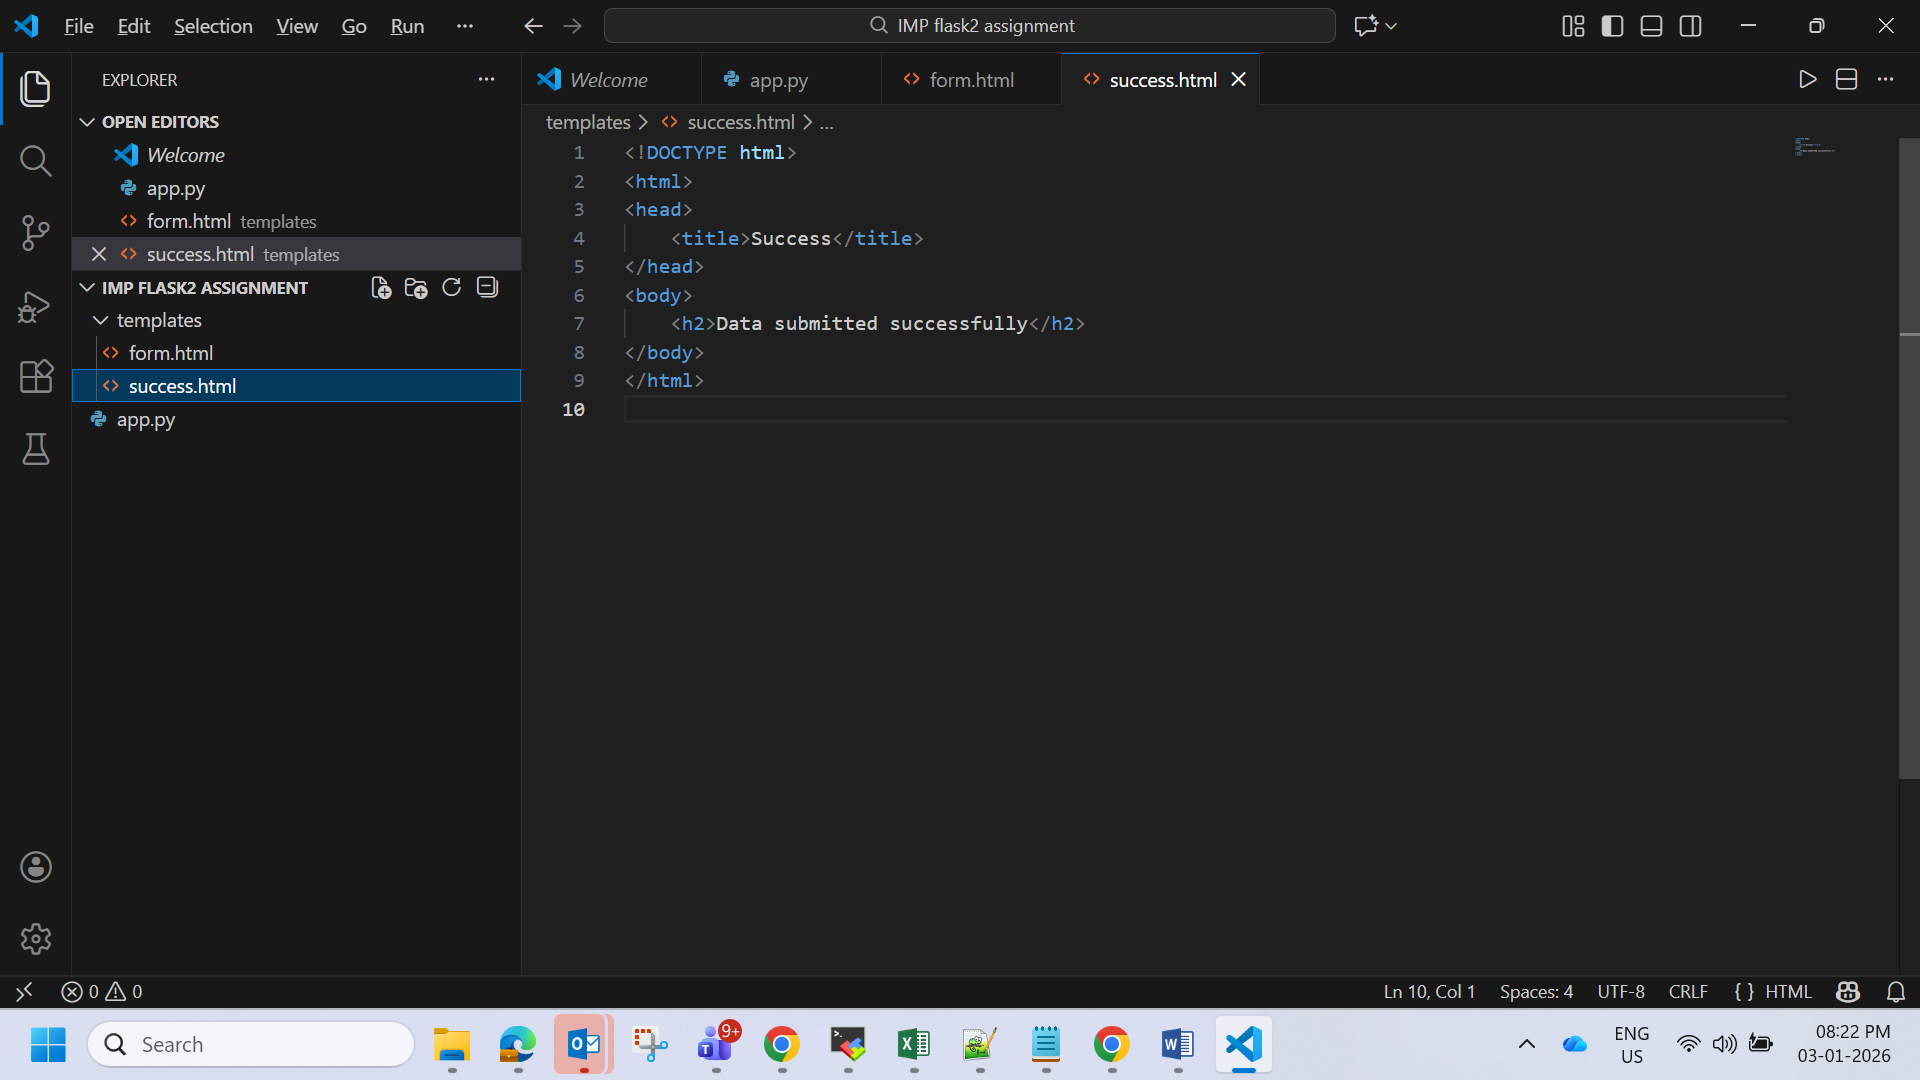 File Edit Selection View Go Run ··· IMP flask2 assignment
EXPLORER ···
OPEN EDITORS
Welcome
app.py
form.html templates
success.html templates
IMP FLASK2 ASSIGNMENT
templates
form.html
success.html
app.py
Welcome app.py form.html success.html
templates > success.html > ...
1 <!DOCTYPE html>
2 <html>
3 <head>
4 <title>Success</title>
5 </head>
6 <body>
7 <h2>Data submitted successfully</h2>
8 </body>
9 </html>
10
0 0 Ln 10, Col 1 Spaces: 4 UTF-8 CRLF { } HTML
Search 9+ ENG US 08:22 PM
03-01-2026